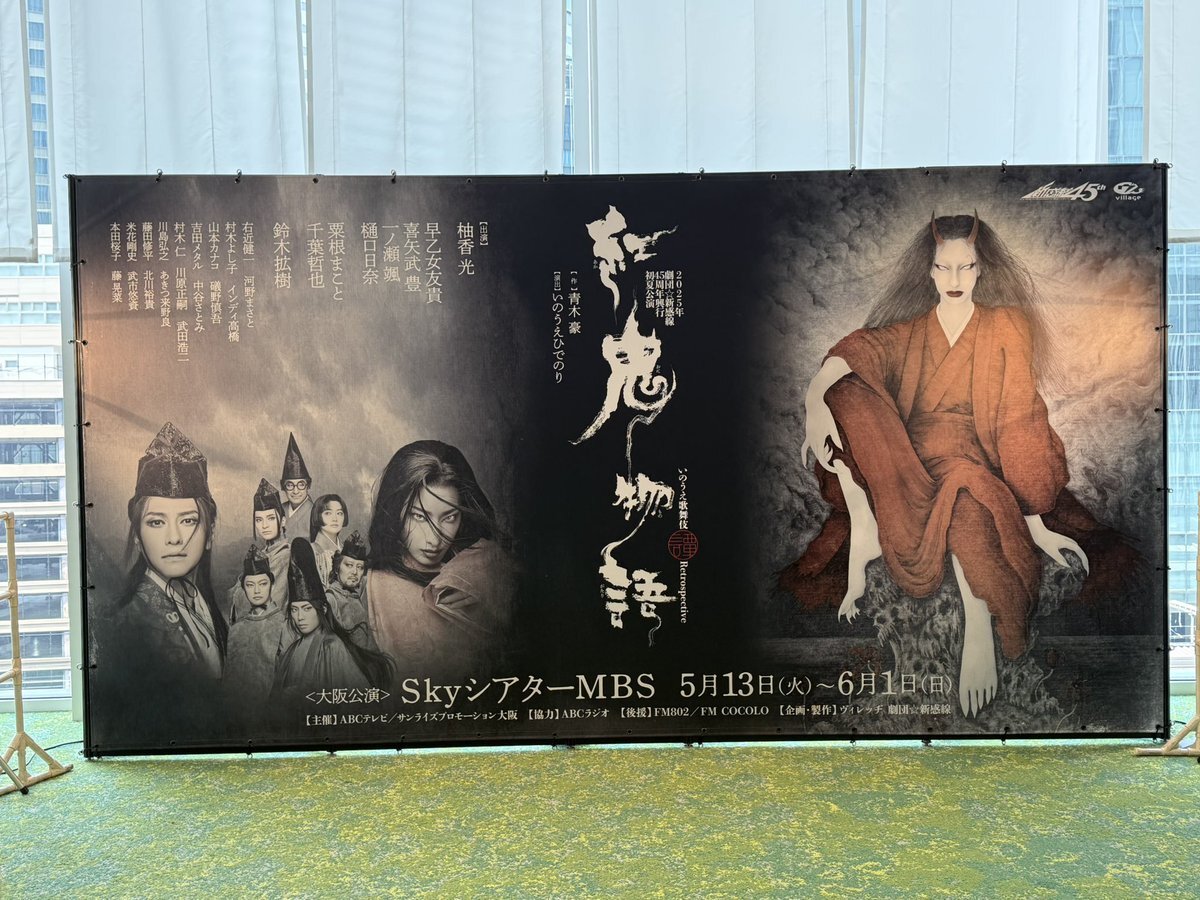 45th
village
2025年
劇団☆新感線
45周年興行
初夏公演
紅鬼物語
いのうえ歌舞伎
譚
Retrospective
【作】青木 豪
【演出】いのうえひでのり
【出演】
柚香 光
早乙女友貴
喜矢武 豊
一ノ瀬 颯
樋口日奈
粟根まこと
千葉哲也
鈴木拡樹
右近健一 河野まさと
村木よし子 インディ高橋
山本カナコ 礒野慎吾
吉田メタル 中谷さとみ
村木 仁 川原正嗣 武田浩二
川島弘之 あきつ来野良
藤田修平 北川裕貴
米花剛史 武市悠資
本田桜子 藤 晃菜
<大阪公演> SkyシアターMBS 5月13日(火)～6月1日(日)
【主催】ABCテレビ／サンライズプロモーション大阪 【協力】ABCラジオ 【後援】FM802／FM COCOLO 【企画・製作】ヴィレッヂ 劇団☆新感線